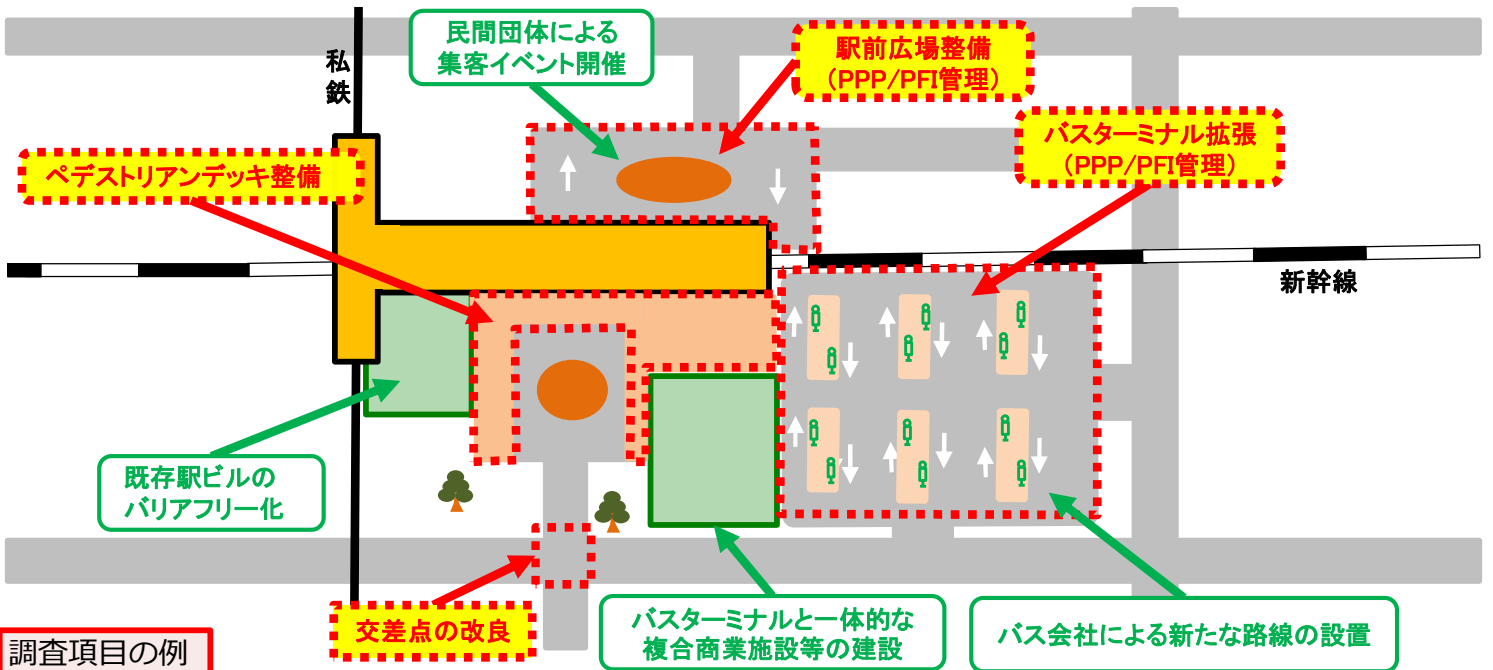 民間団体による
集客イベント開催
駅前広場整備
（PPP/PFI管理）
私
鉄
バスターミナル拡張
（PPP/PFI管理）
ペデストリアンデッキ整備
新幹線
既存駅ビルの
バリアフリー化
交差点の改良
バスターミナルと一体的な
複合商業施設等の建設
バス会社による新たな路線の設置
調査項目の例